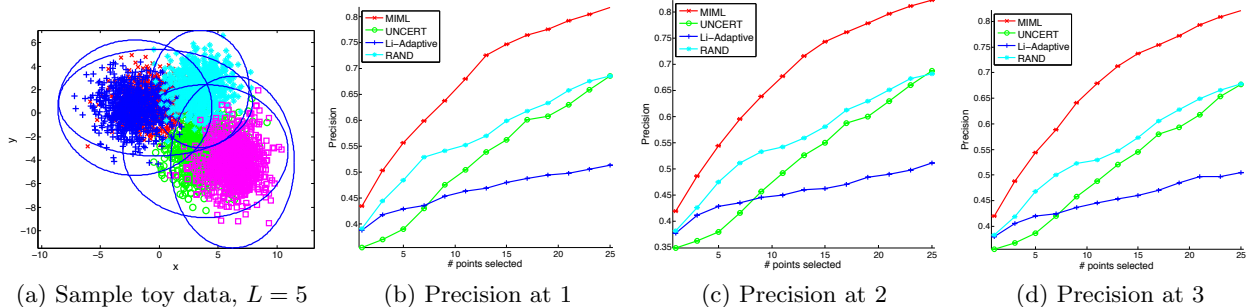 6
4
2
0
−2
−4
−6
−8
−10
y
−10
−5
0
5
10
x
(a) Sample toy data, L = 5
0.8
0.75
0.7
0.65
0.6
0.55
0.5
0.45
0.4
Precision
MIML
UNCERT
Li−Adaptive
RAND
5
10
15
20
25
# points selected
(b) Precision at 1
0.8
0.75
0.7
0.65
0.6
0.55
0.5
0.45
0.4
0.35
Precision
MIML
UNCERT
Li−Adaptive
RAND
5
10
15
20
25
# points selected
(c) Precision at 2
0.8
0.75
0.7
0.65
0.6
0.55
0.5
0.45
0.4
Precision
MIML
UNCERT
Li−Adaptive
RAND
5
10
15
20
25
# points selected
(d) Precision at 3